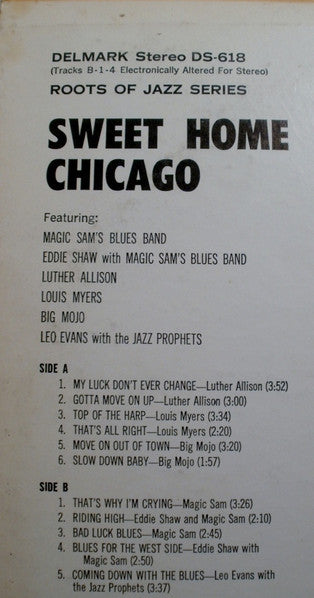 DELMARK Stereo DS-618
(Tracks B-1-4 Electronically Altered For Stereo)
ROOTS OF JAZZ SERIES
SWEET HOME
CHICAGO
Featuring:
MAGIC SAM'S BLUES BAND
EDDIE SHAW with MAGIC SAM'S BLUES BAND
LUTHER ALLISON
LOUIS MYERS
BIG MOJO
LEO EVANS with the JAZZ PROPHETS
SIDE A
1. MY LUCK DON'T EVER CHANGE—Luther Allison (3:52)
2. GOTTA MOVE ON UP—Luther Allison (3:00)
3. TOP OF THE HARP—Louis Myers (3:34)
4. THAT'S ALL RIGHT—Louis Myers (2:20)
5. MOVE ON OUT OF TOWN—Big Mojo (3:20)
6. SLOW DOWN BABY—Big Mojo (1:57)
SIDE B
1. THAT'S WHY I'M CRYING—Magic Sam (3:26)
2. RIDING HIGH—Eddie Shaw and Magic Sam (2:10)
3. BAD LUCK BLUES—Magic Sam (2:45)
4. BLUES FOR THE WEST SIDE—Eddie Shaw with
Magic Sam (2:50)
5. COMING DOWN WITH THE BLUES—Leo Evans with
the Jazz Prophets (3:37)